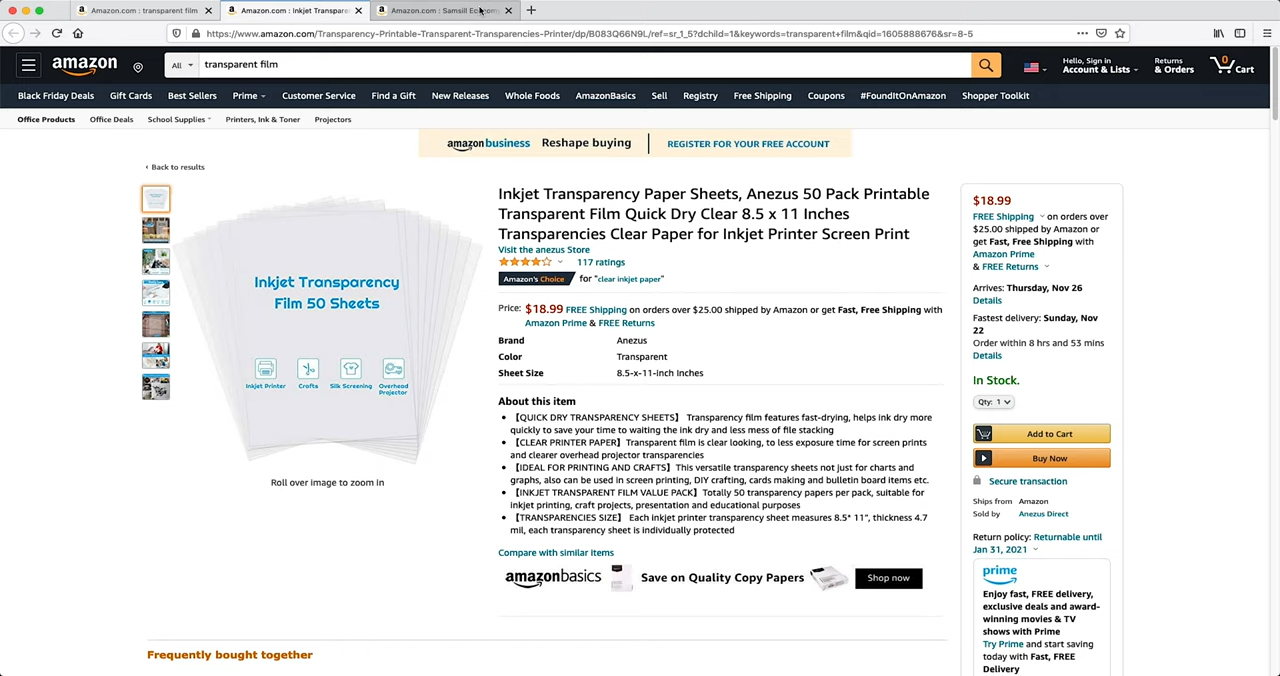 Amazon.com : transparent film
Amazon.com : Inkjet Transparen
Amazon.com : Samsill Economy
https://www.amazon.com/Transparency-Printable-Transparent-Transparencies-Printer/dp/B083Q66N9L/ref=sr_1_5?dchild=1&keywords=transparent+film&qid=1605888676&sr=8-5
amazon
All
transparent film
Hello, Sign in
Account & Lists
Returns
& Orders
0
Cart
Black Friday Deals
Gift Cards
Best Sellers
Prime
Customer Service
Find a Gift
New Releases
Whole Foods
AmazonBasics
Sell
Registry
Free Shipping
Coupons
#FoundItOnAmazon
Shopper Toolkit
Office Products
Office Deals
School Supplies
Printers, Ink & Toner
Projectors
amazon business Reshape buying
REGISTER FOR YOUR FREE ACCOUNT
‹ Back to results
Inkjet Transparency
Film 50 Sheets
Inkjet Printer
Crafts
Silk Screening
Overhead
Projector
Roll over image to zoom in
Inkjet Transparency Paper Sheets, Anezus 50 Pack Printable
Transparent Film Quick Dry Clear 8.5 x 11 Inches
Transparencies Clear Paper for Inkjet Printer Screen Print
Visit the anezus Store
117 ratings
Amazon's Choice for "clear inkjet paper"
Price: $18.99 FREE Shipping on orders over $25.00 shipped by Amazon or get Fast, Free Shipping with
Amazon Prime & FREE Returns
Brand Anezus
Color Transparent
Sheet Size 8.5-x-11-inch Inches
About this item
• 【QUICK DRY TRANSPARENCY SHEETS】 Transparency film features fast-drying, helps ink dry more
quickly to save your time to waiting the ink dry and less mess of file stacking
• 【CLEAR PRINTER PAPER】Transparent film is clear looking, to less exposure time for screen prints
and clearer overhead projector transparencies
• 【IDEAL FOR PRINTING AND CRAFTS】This versatile transparency sheets not just for charts and
graphs, also can be used in screen printing, DIY crafting, cards making and bulletin board items etc.
• 【INKJET TRANSPARENT FILM VALUE PACK】Totally 50 transparency papers per pack, suitable for
inkjet printing, craft projects, presentation and educational purposes
• 【TRANSPARENCIES SIZE】 Each inkjet printer transparency sheet measures 8.5* 11", thickness 4.7
mil, each transparency sheet is individually protected
Compare with similar items
amazonbasics
Save on Quality Copy Papers
Shop now
Frequently bought together
$18.99
FREE Shipping on orders over
$25.00 shipped by Amazon or
get Fast, Free Shipping with
Amazon Prime
& FREE Returns
Arrives: Thursday, Nov 26
Details
Fastest delivery: Sunday, Nov
22
Order within 8 hrs and 53 mins
Details
In Stock.
Qty: 1
Add to Cart
Buy Now
Secure transaction
Ships from Amazon
Sold by Anezus Direct
Return policy: Returnable until
Jan 31, 2021
prime
Enjoy fast, FREE delivery,
exclusive deals and award-
winning movies & TV
shows with Prime
Try Prime and start saving
today with Fast, FREE
Delivery